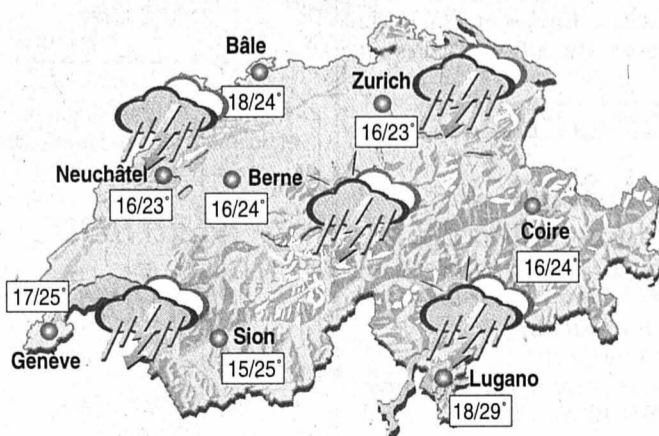 Bâle
18/24°
Zurich
16/23°
Neuchâtel
16/23°
Berne
16/24°
Coire
16/24°
17/25°
Genève
Sion
15/25°
Lugano
18/29°